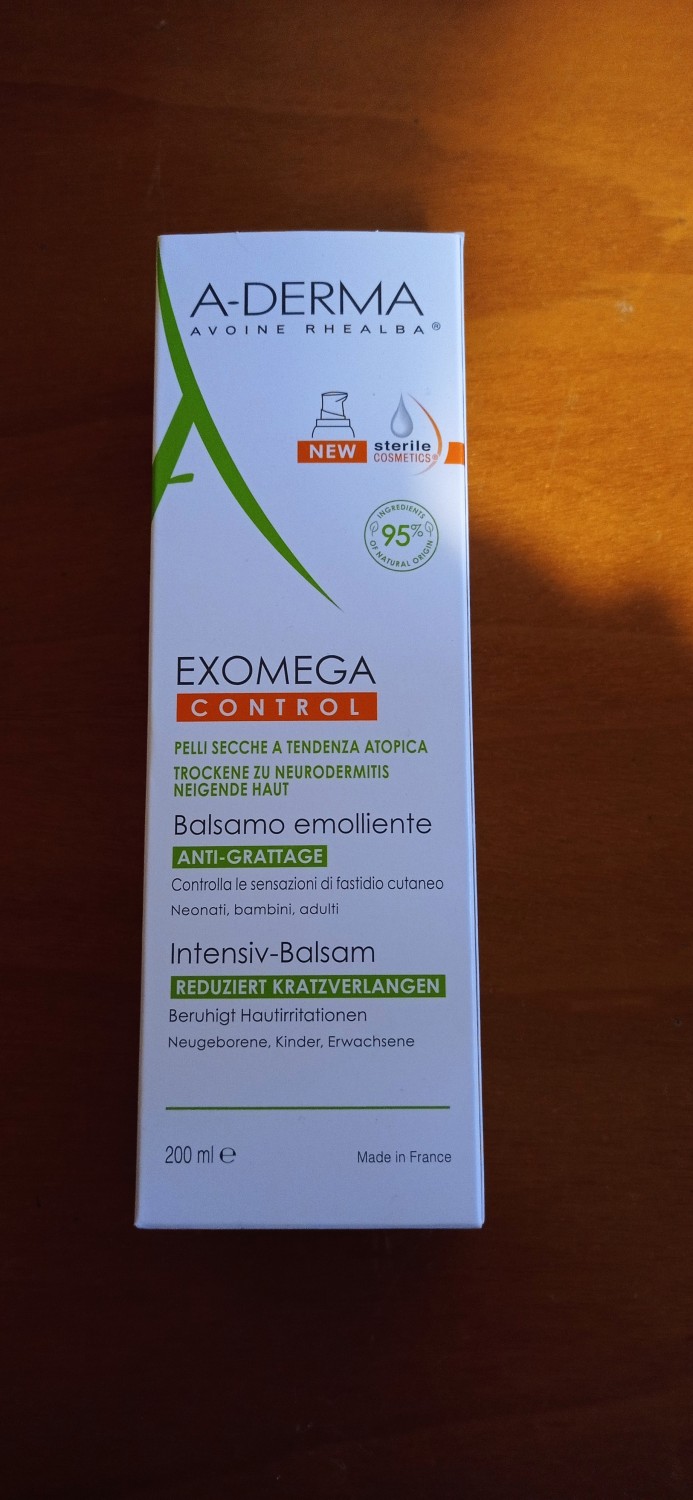 A-DERMA
AVOINE RHEALBA®
NEW
sterile
COSMETICS®
INGREDIENTS
95%
OF NATURAL ORIGIN
EXOMEGA
CONTROL
PELLI SECCHE A TENDENZA ATOPICA
TROCKENE ZU NEURODERMITIS
NEIGENDE HAUT
Balsamo emolliente
ANTI-GRATTAGE
Controlla le sensazioni di fastidio cutaneo
Neonati, bambini, adulti
Intensiv-Balsam
REDUZIERT KRATZVERLANGEN
Beruhigt Hautirritationen
Neugeborene, Kinder, Erwachsene
200 ml ℮
Made in France